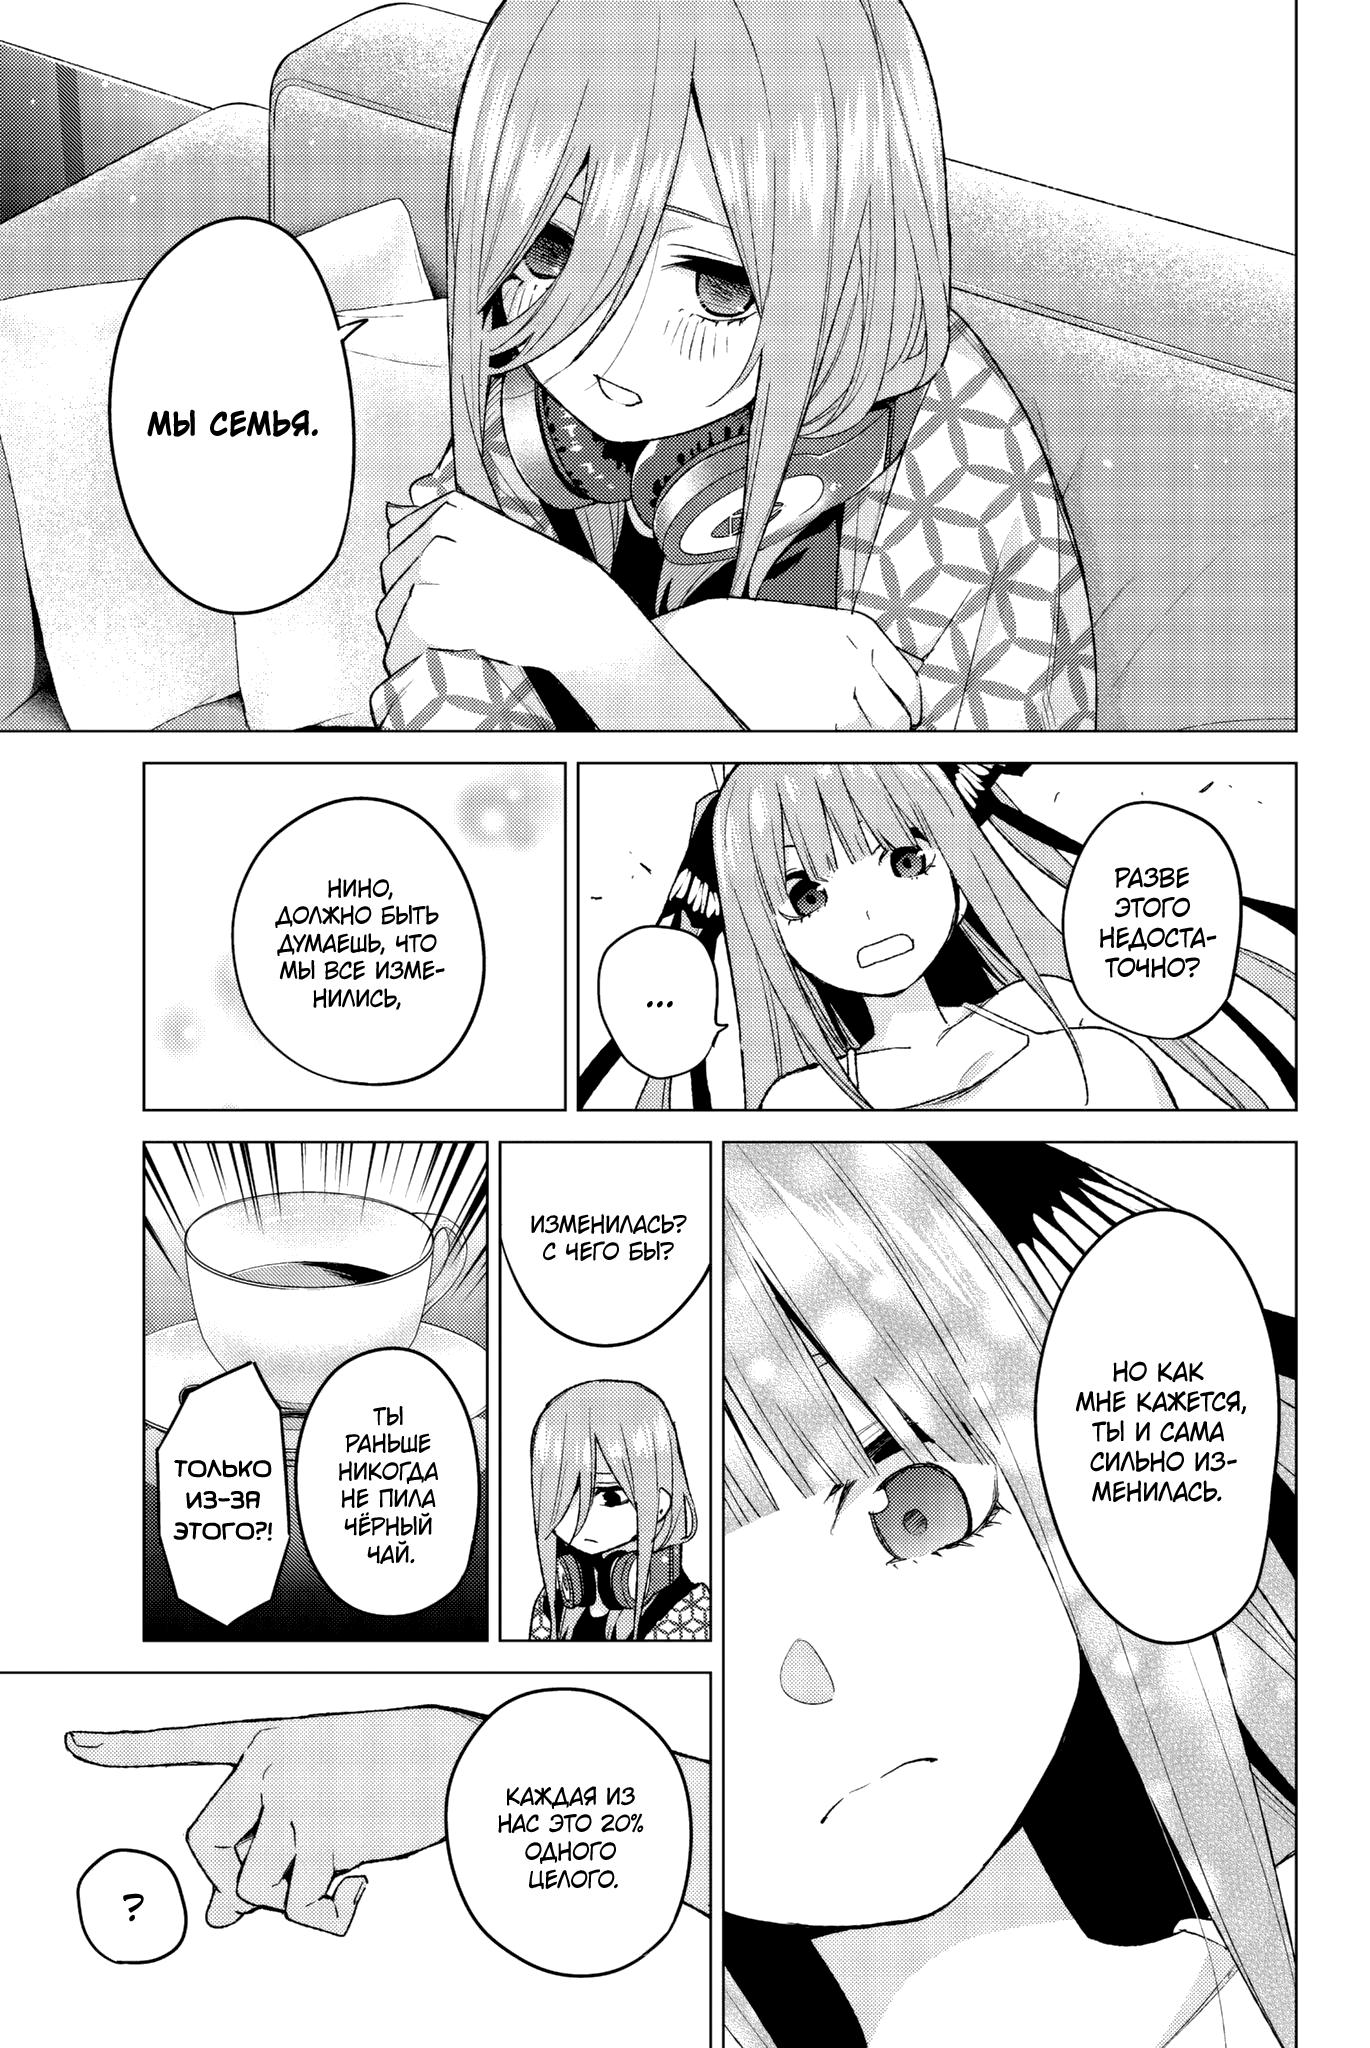 МЫ СЕМЬЯ.
РАЗВЕ
ЭТОГО
НЕДОСТА-
ТОЧНО?
...
НИНО,
ДОЛЖНО БЫТЬ
ДУМАЕШЬ, ЧТО
МЫ ВСЕ ИЗМЕ-
НИЛИСЬ,
НО КАК
МНЕ КАЖЕТСЯ,
ТЫ И САМА
СИЛЬНО ИЗ-
МЕНИЛАСЬ.
ИЗМЕНИЛАСЬ?
С ЧЕГО БЫ?
ТЫ
РАНЬШЕ
НИКОГДА
НЕ ПИЛА
ЧЁРНЫЙ
ЧАЙ.
ТОЛЬКО
ИЗ-ЗА
ЭТОГО?!
КАЖДАЯ ИЗ
НАС ЭТО 20%
ОДНОГО
ЦЕЛОГО.
?